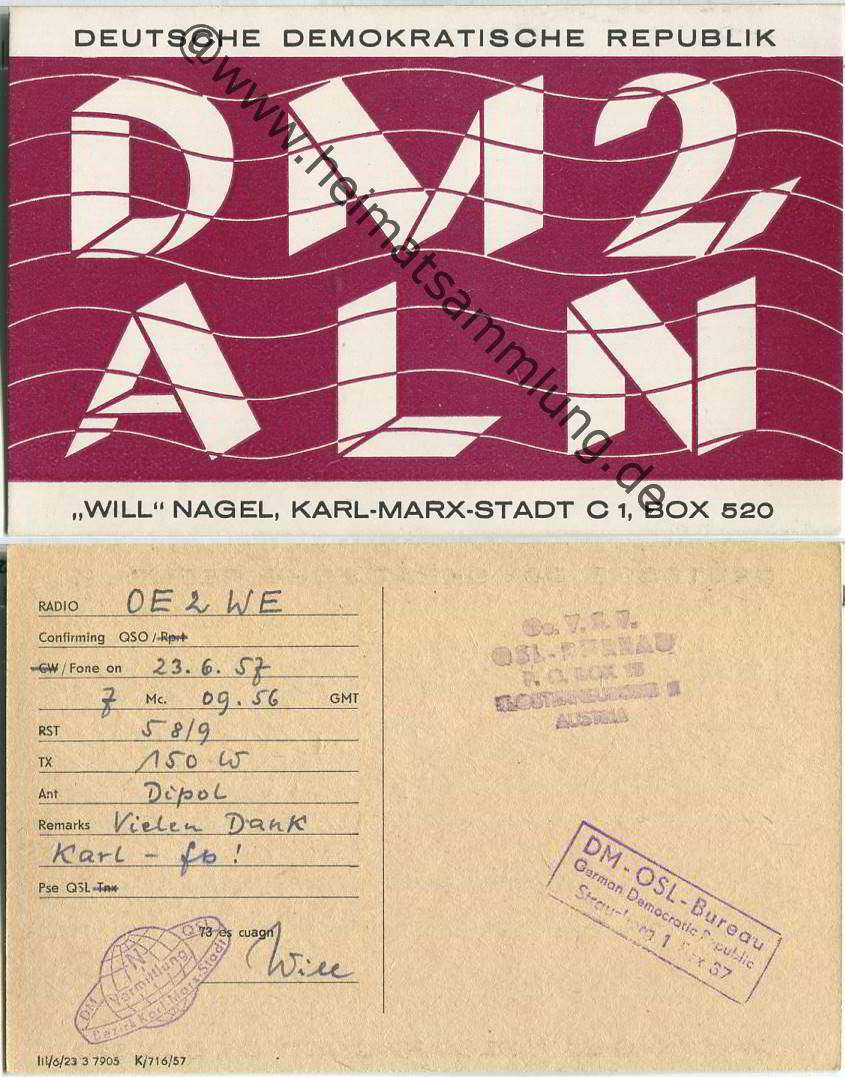 DEUTSCHE DEMOKRATISCHE REPUBLIK
@www.heimatsammlung.de
DM2
ALN
„WILL“ NAGEL, KARL-MARX-STADT C 1, BOX 520
RADIO OE2WE
Confirming QSO / Rprt
CW / Fone on 23.6.57
7 Mc. 09.56 GMT
RST 58/9
TX 150 W
Ant Dipol
Remarks Vielen Dank
Karl - fb!
Pse QSL Tnx
73 es cuagn
Will
DM - N - QSL
Vermittlung
Bezirk Karl-Marx-Stadt
III/6/23 3 7905 K/716/57
Oe. V. S. V.
QSL-BUREAU
P. O. BOX
KLOSTERNEUBURG
AUSTRIA
DM-QSL-Bureau
German Democratic Republic
1 Box 37